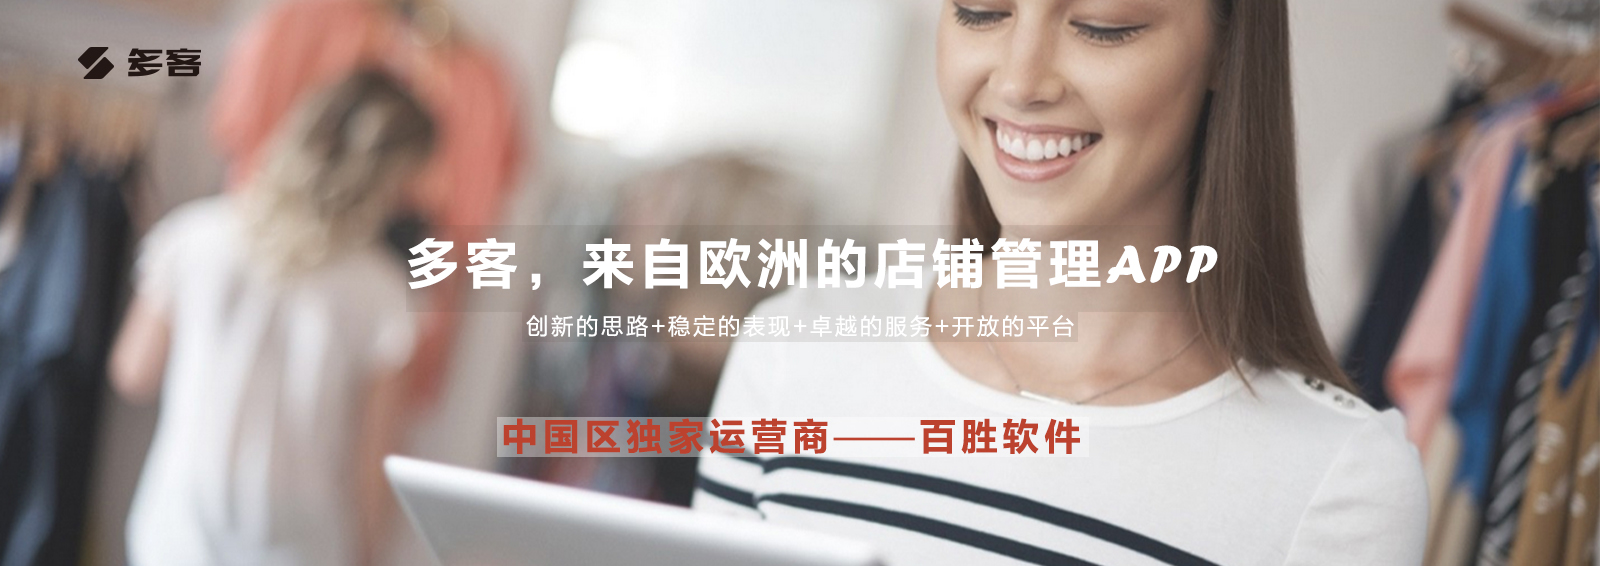 多客
多客，来自欧洲的店铺管理APP
创新的思路+稳定的表现+卓越的服务+开放的平台
中国区独家运营商——百胜软件